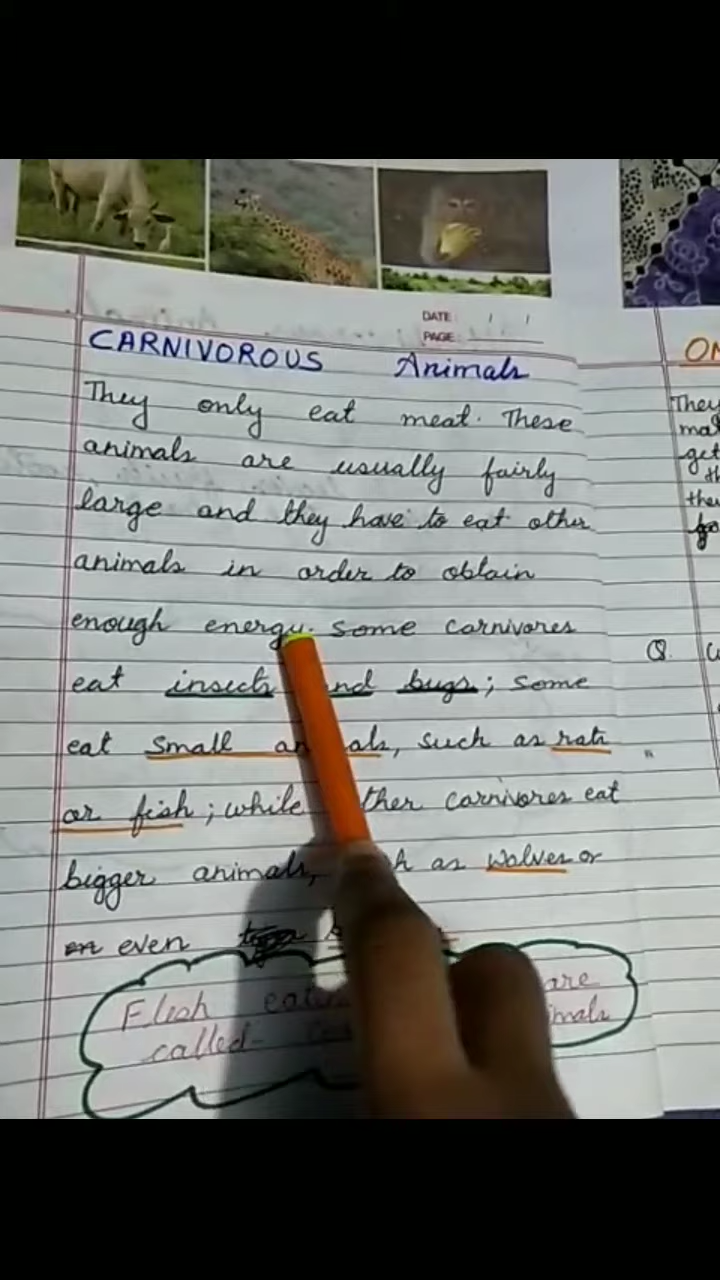 DATE : / /
PAGE :
CARNIVOROUS Animals
They only eat meat. These
animals are usually fairly
large and they have to eat other
animals in order to obtain
enough energy. Some carnivores
eat insects and bugs; some
eat small animals, such as rats
or fish; while other carnivores eat
bigger animals, such as wolves or
even
Flesh are
called
They
get
Q.